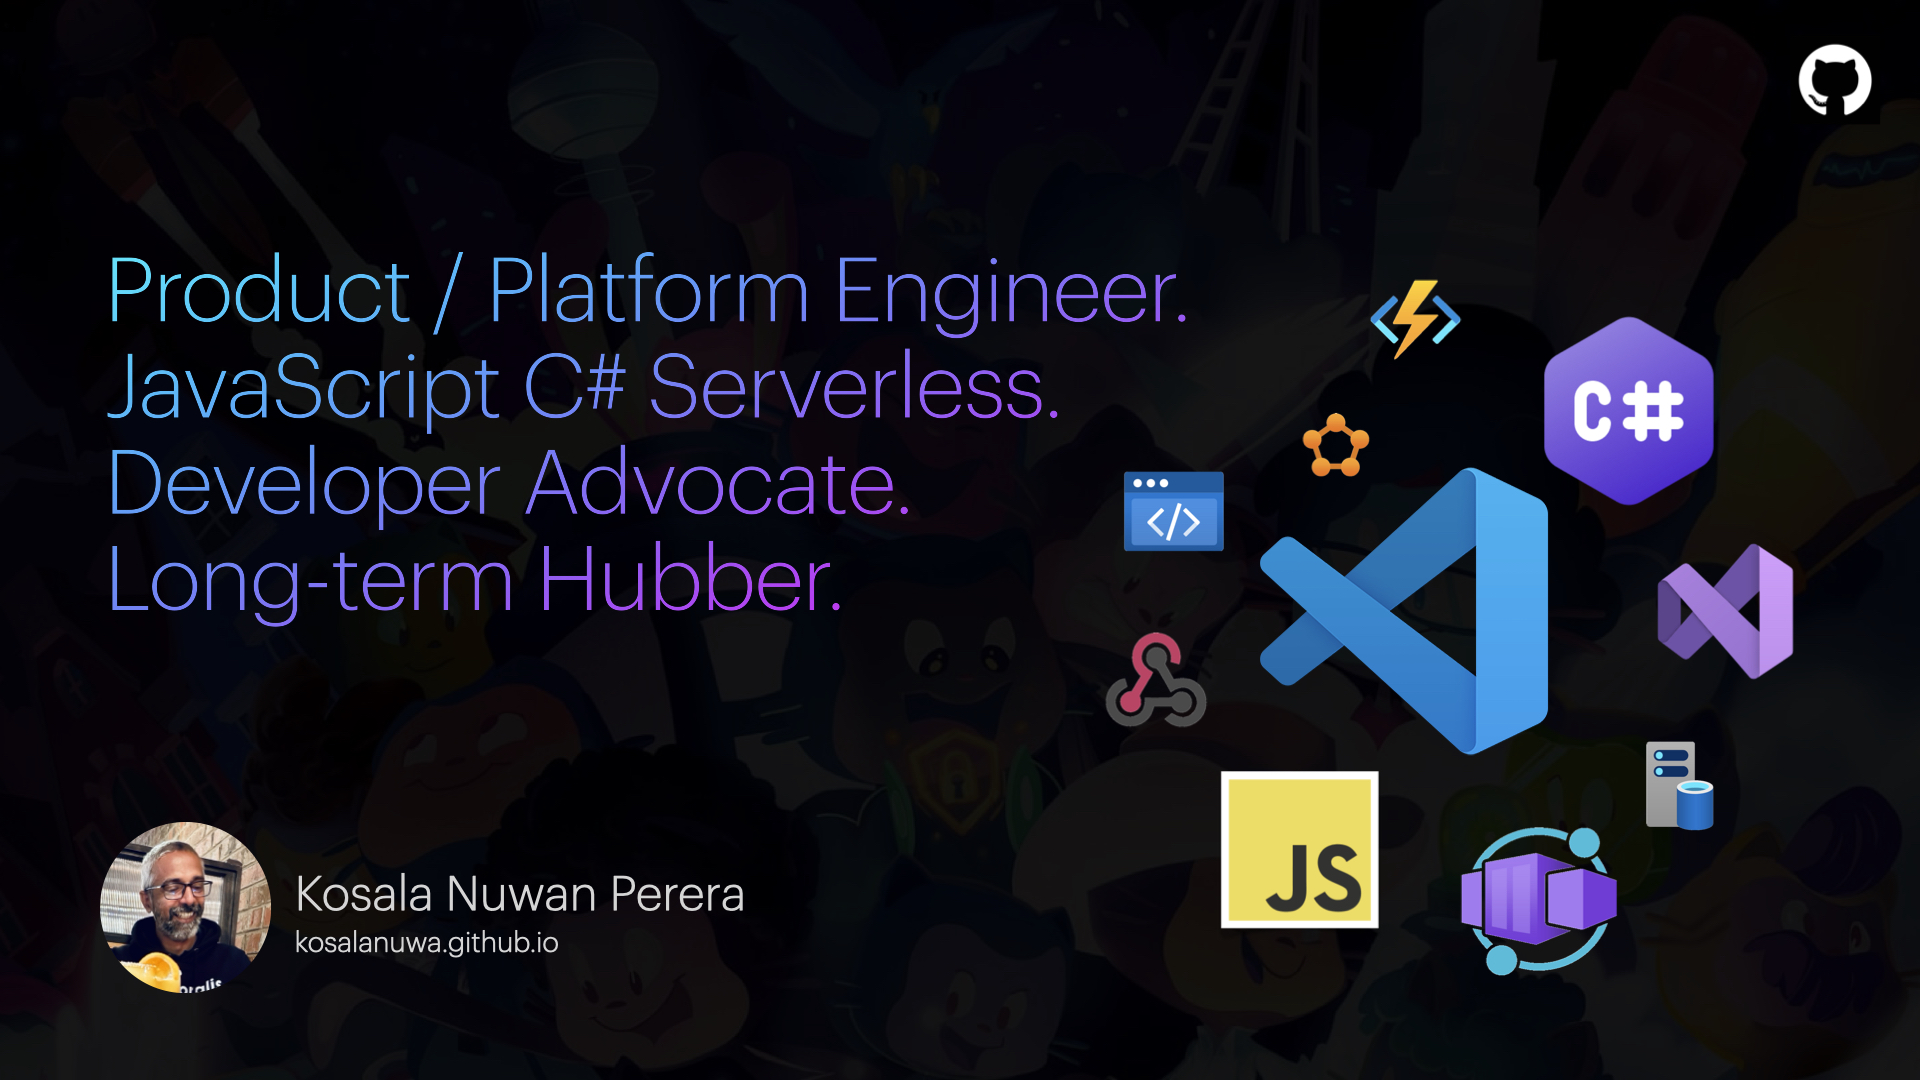 Product / Platform Engineer.
JavaScript C# Serverless.
Developer Advocate.
Long-term Hubber.
C#
</>
JS
Kosala Nuwan Perera
kosalanuwa.github.io